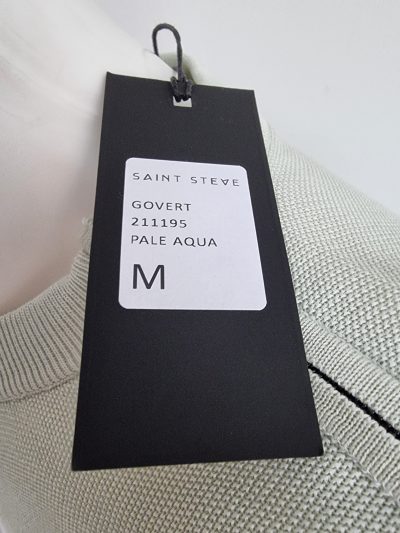 SAINT STEVE
GOVERT
211195
PALE AQUA
M